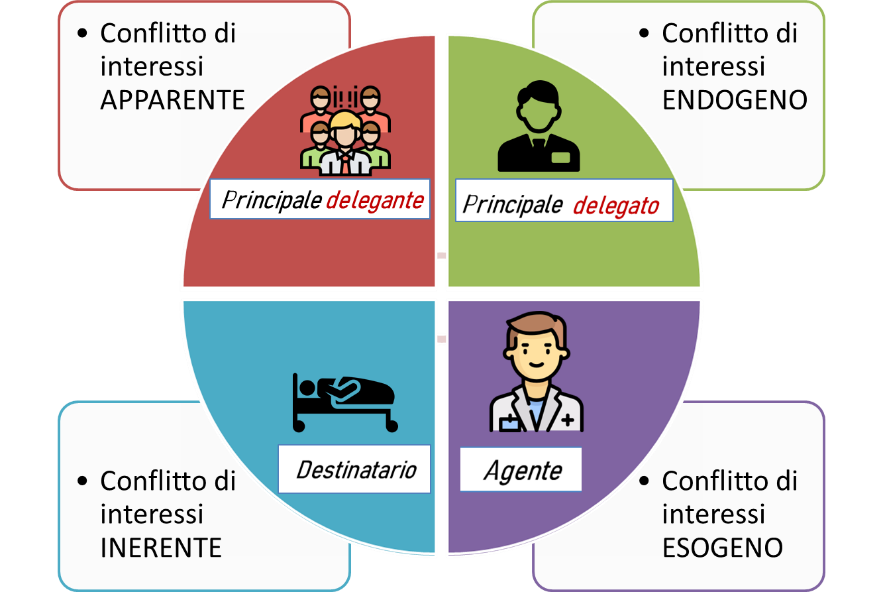 • Conflitto di
interessi
APPARENTE
• Conflitto di
interessi
ENDOGENO
Principale delegante
Principale delegato
Destinatario
Agente
• Conflitto di
interessi
INERENTE
• Conflitto di
interessi
ESOGENO